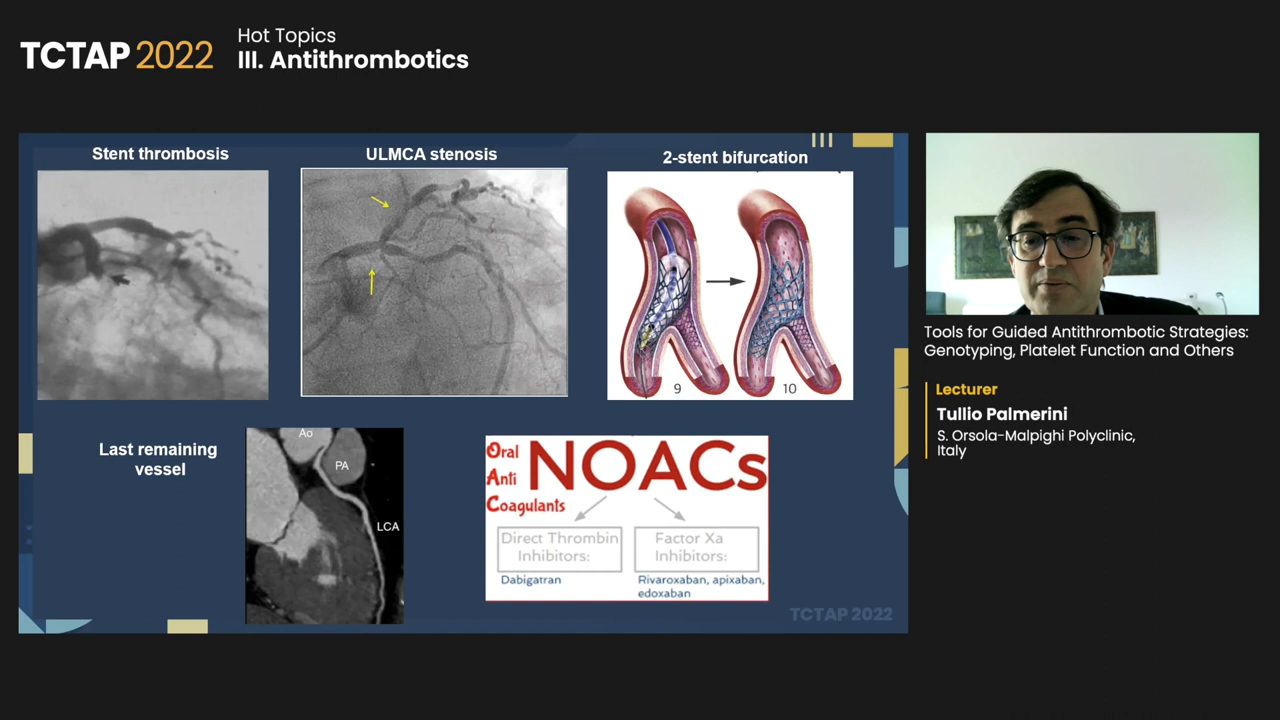 TCTAP 2022
Hot Topics
III. Antithrombotics
Stent thrombosis
ULMCA stenosis
2-stent bifurcation
9
10
Last remaining
vessel
Ao
PA
LCA
Oral
Anti
Coagulants
NOACs
Direct Thrombin
Inhibitors:
Dabigatran
Factor Xa
Inhibitors:
Rivaroxaban, apixaban,
edoxaban
TCTAP 2022
Tools for Guided Antithrombotic Strategies:
Genotyping, Platelet Function and Others
Lecturer
Tullio Palmerini
S. Orsola-Malpighi Polyclinic,
Italy